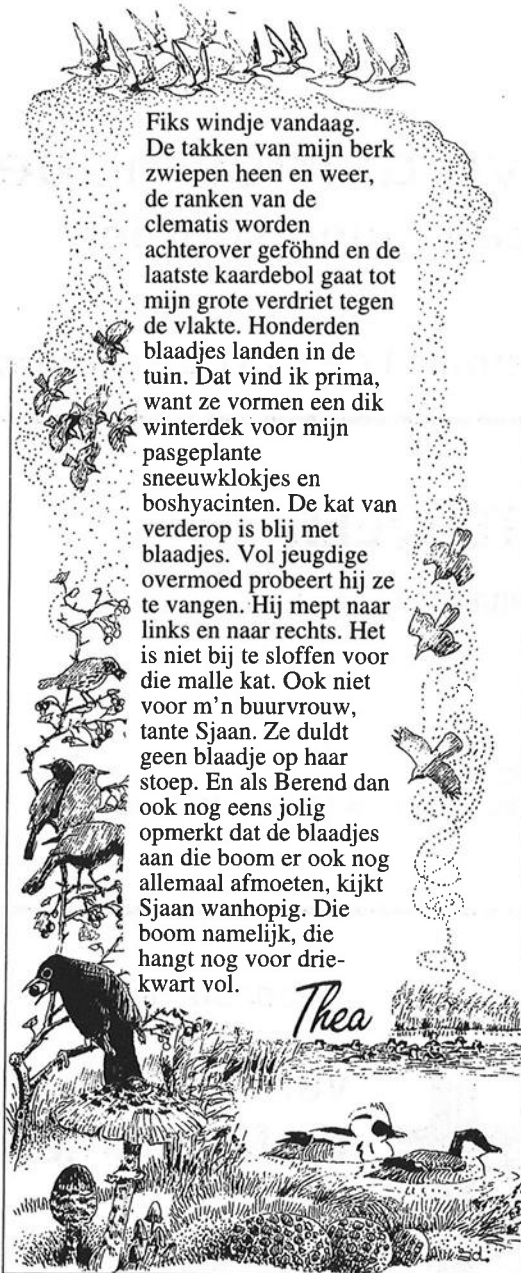 Fiks windje vandaag.
De takken van mijn berk
zwiepen heen en weer,
de ranken van de
clematis worden
achterover geföhnd en de
laatste kaardebol gaat tot
mijn grote verdriet tegen
de vlakte. Honderden
blaadjes landen in de
tuin. Dat vind ik prima,
want ze vormen een dik
winterdek voor mijn
pasgeplante
sneeuwklokjes en
boshyacinten. De kat van
verderop is blij met
blaadjes. Vol jeugdige
overmoed probeert hij ze
te vangen. Hij mept naar
links en naar rechts. Het
is niet bij te sloffen voor
die malle kat. Ook niet
voor m'n buurvrouw,
tante Sjaan. Ze duldt
geen blaadje op haar
stoep. En als Berend dan
ook nog eens jolig
opmerkt dat de blaadjes
aan die boom er ook nog
allemaal afmoeten, kijkt
Sjaan wanhopig. Die
boom namelijk, die
hangt nog voor drie-
kwart vol.
Thea